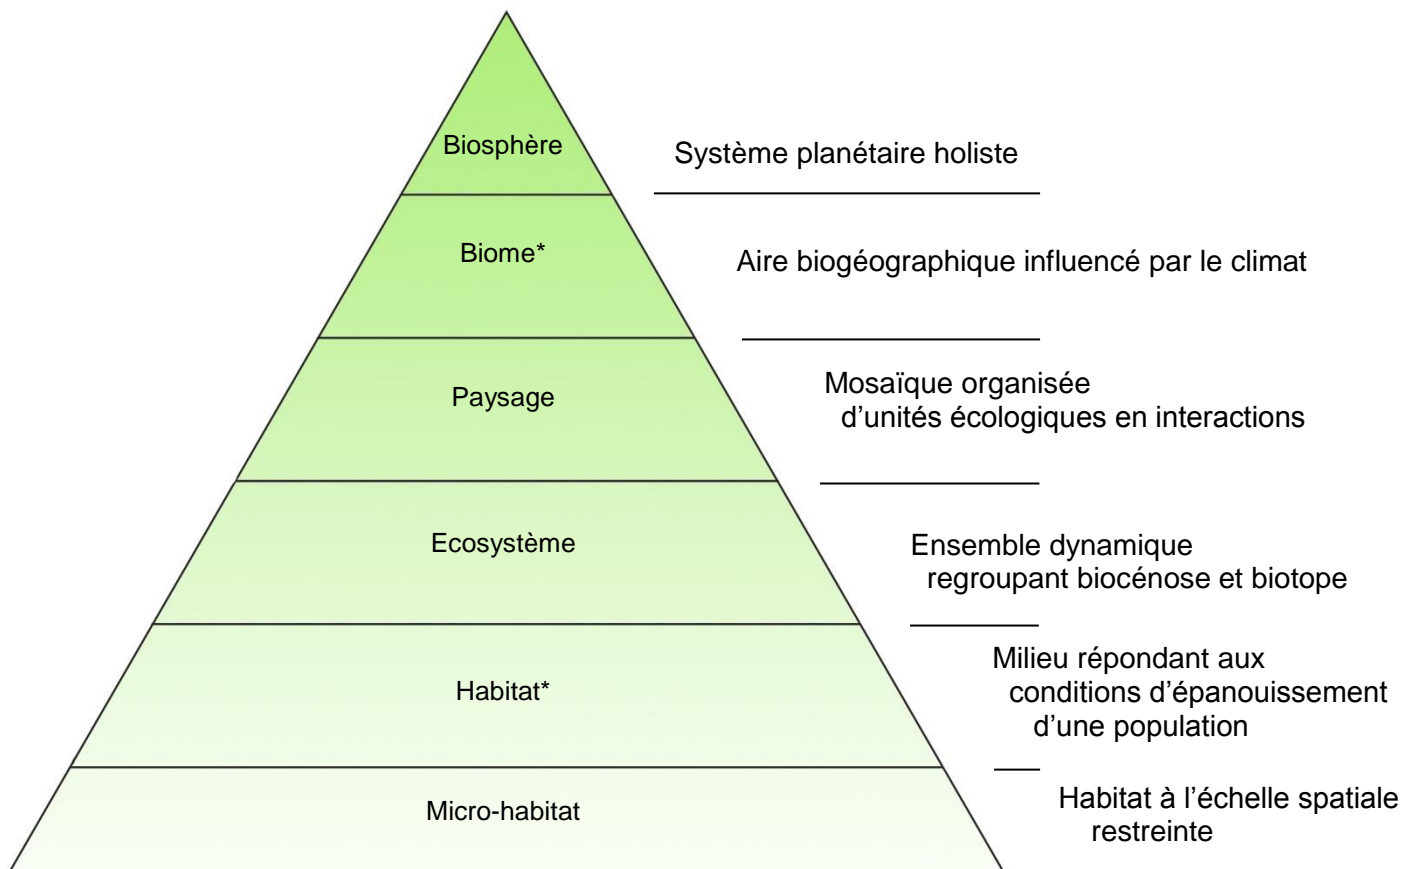 Biosphère
Système planétaire holiste
Biome*
Aire biogéographique influencé par le climat
Paysage
Mosaïque organisée
d’unités écologiques en interactions
Ecosystème
Ensemble dynamique
regroupant biocénose et biotope
Habitat*
Milieu répondant aux
conditions d’épanouissement
d’une population
Micro-habitat
Habitat à l’échelle spatiale
restreinte